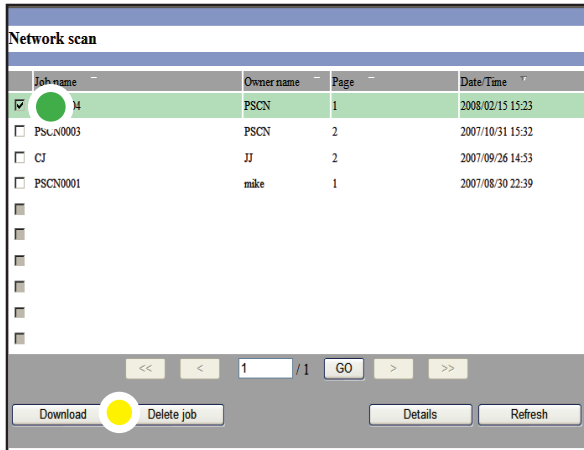 Network scan
Job name Owner name Page Date/Time
PSCN 1 2008/02/15 15:23
PSCN0003 PSCN 2 2007/10/31 15:32
CJ JJ 2 2007/09/26 14:53
PSCN0001 mike 1 2007/08/30 22:39
<< < 1 / 1 GO > >>
Download Delete job Details Refresh